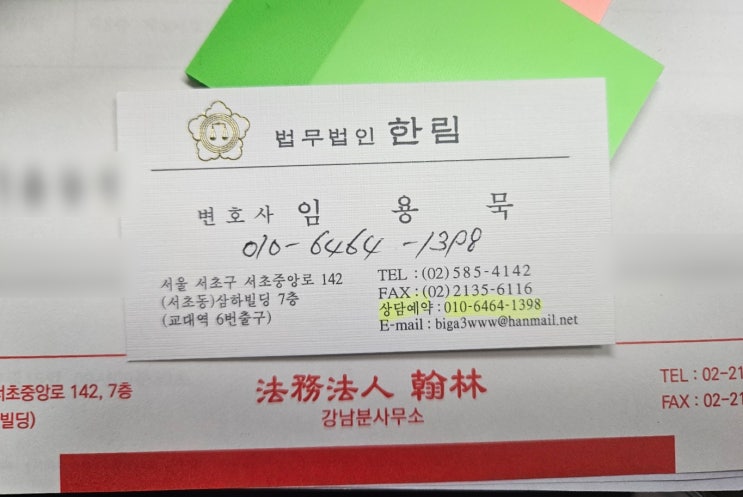 법무법인 한림
변호사 임 용 묵
010-6464-1398
서울 서초구 서초중앙로 142
(서초동)삼하빌딩 7층
(교대역 6번출구)
TEL : (02)585-4142
FAX : (02)2135-6116
상담예약 : 010-6464-1398
E-mail : biga3www@hanmail.net
서초중앙로 142, 7층
빌딩)
法務法人 翰林
강남분사무소
TEL : 02-21
FAX : 02-21